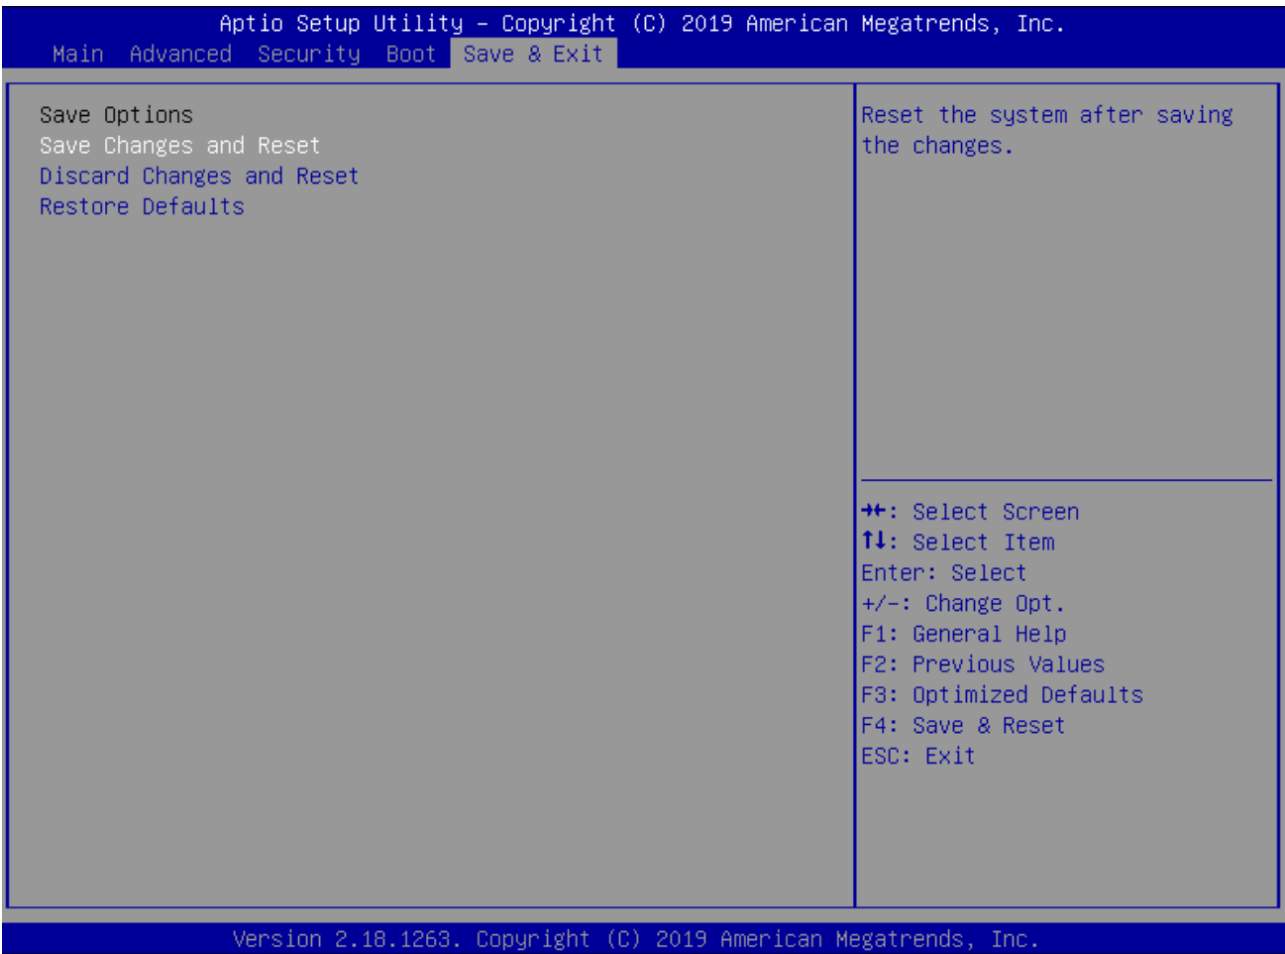 Aptio Setup Utility – Copyright (C) 2019 American Megatrends, Inc.
Main Advanced Security Boot Save & Exit
Save Options
Save Changes and Reset
Discard Changes and Reset
Restore Defaults
Reset the system after saving
the changes.
→←: Select Screen
↑↓: Select Item
Enter: Select
+/-: Change Opt.
F1: General Help
F2: Previous Values
F3: Optimized Defaults
F4: Save & Reset
ESC: Exit
Version 2.18.1263. Copyright (C) 2019 American Megatrends, Inc.